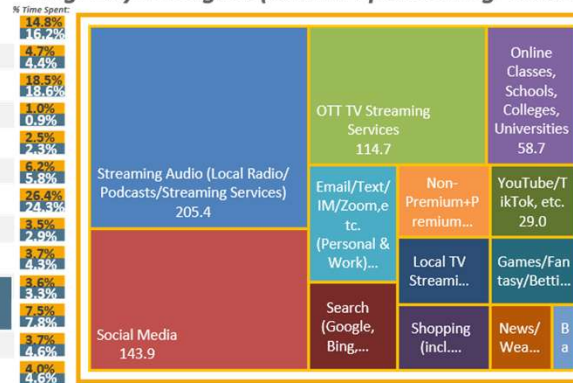 % Time Spent:
14.8%
16.2%
4.7%
4.4%
18.5%
18.6%
1.0%
0.9%
2.5%
2.3%
6.2%
5.8%
26.4%
24.3%
3.5%
2.9%
3.7%
4.3%
3.6%
3.3%
7.5%
7.8%
3.7%
4.6%
4.0%
4.6%
Streaming Audio (Local Radio/
Podcasts/Streaming Services)
205.4
Social Media
143.9
OTT TV Streaming
Services
114.7
Online
Classes,
Schools,
Colleges,
Universities
58.7
Email/Text/
IM/Zoom,e
tc.
(Personal &
Work)...
Non-
Premium+P
remium...
YouTube/T
ikTok, etc.
29.0
Local TV
Streami...
Games/Fan
tasy/Betti...
Search
(Google,
Bing,...
Shopping
(incl....
News/
Wea...
B
a